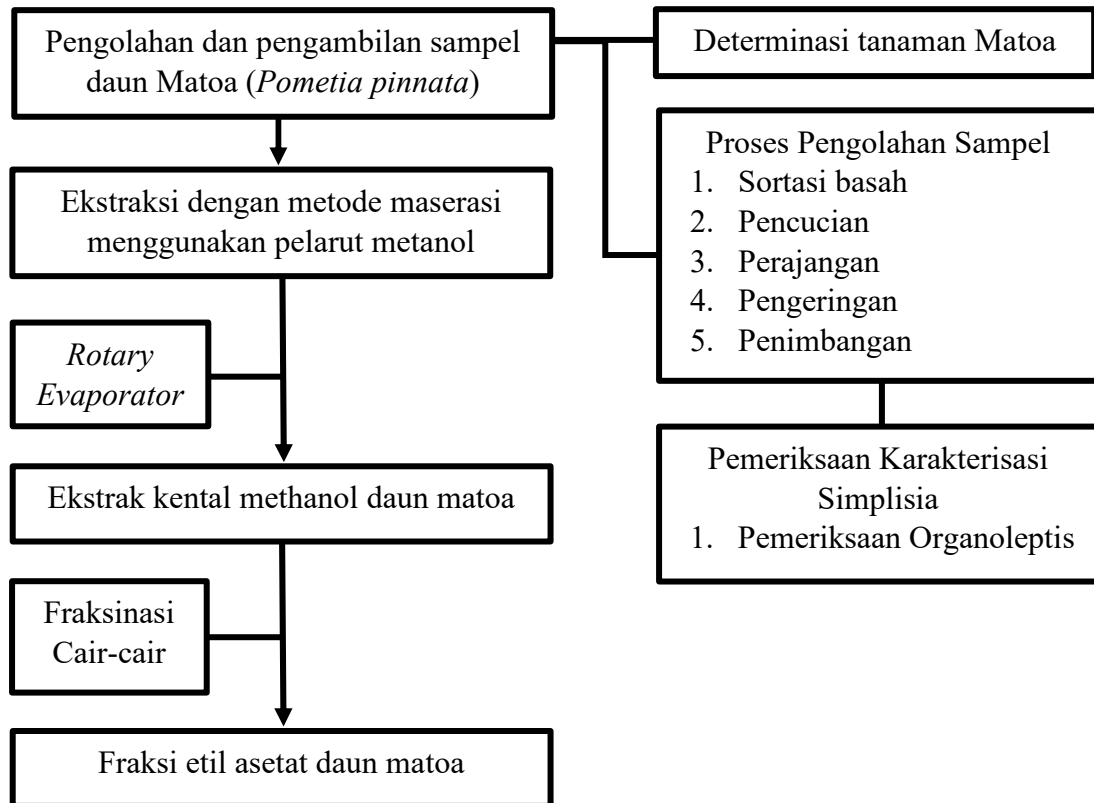 Pengolahan dan pengambilan sampel
daun Matoa (Pometia pinnata)
Determinasi tanaman Matoa
Proses Pengolahan Sampel
1. Sortasi basah
2. Pencucian
3. Perajangan
4. Pengeringan
5. Penimbangan
Ekstraksi dengan metode maserasi
menggunakan pelarut metanol
Rotary
Evaporator
Pemeriksaan Karakterisasi
Simplisia
1. Pemeriksaan Organoleptis
Ekstrak kental methanol daun matoa
Fraksinasi
Cair-cair
Fraksi etil asetat daun matoa